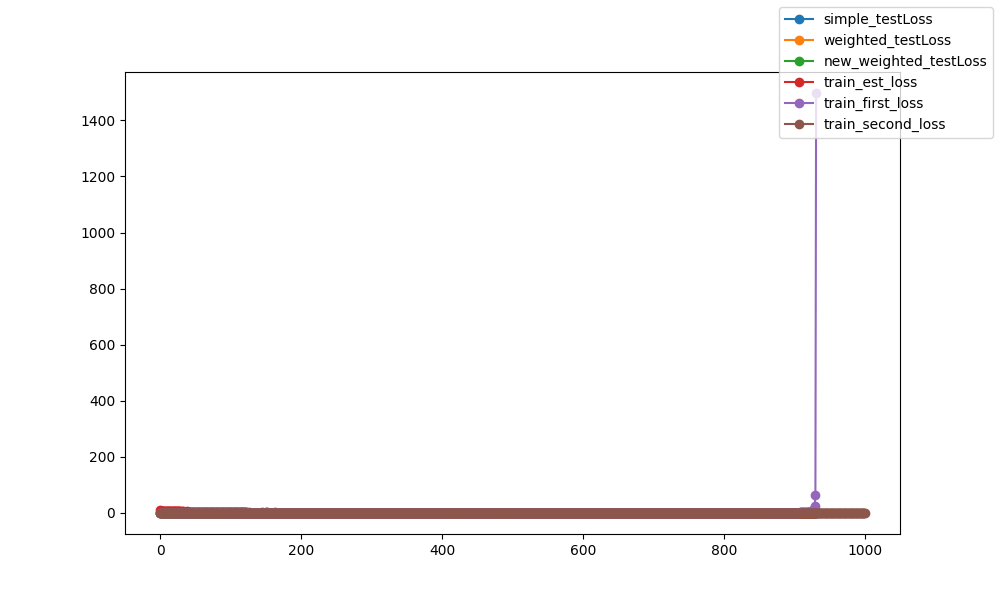 simple_testLoss
weighted_testLoss
new_weighted_testLoss
train_est_loss
train_first_loss
train_second_loss
1400
1200
1000
800
600
400
200
0
0 200 400 600 800 1000